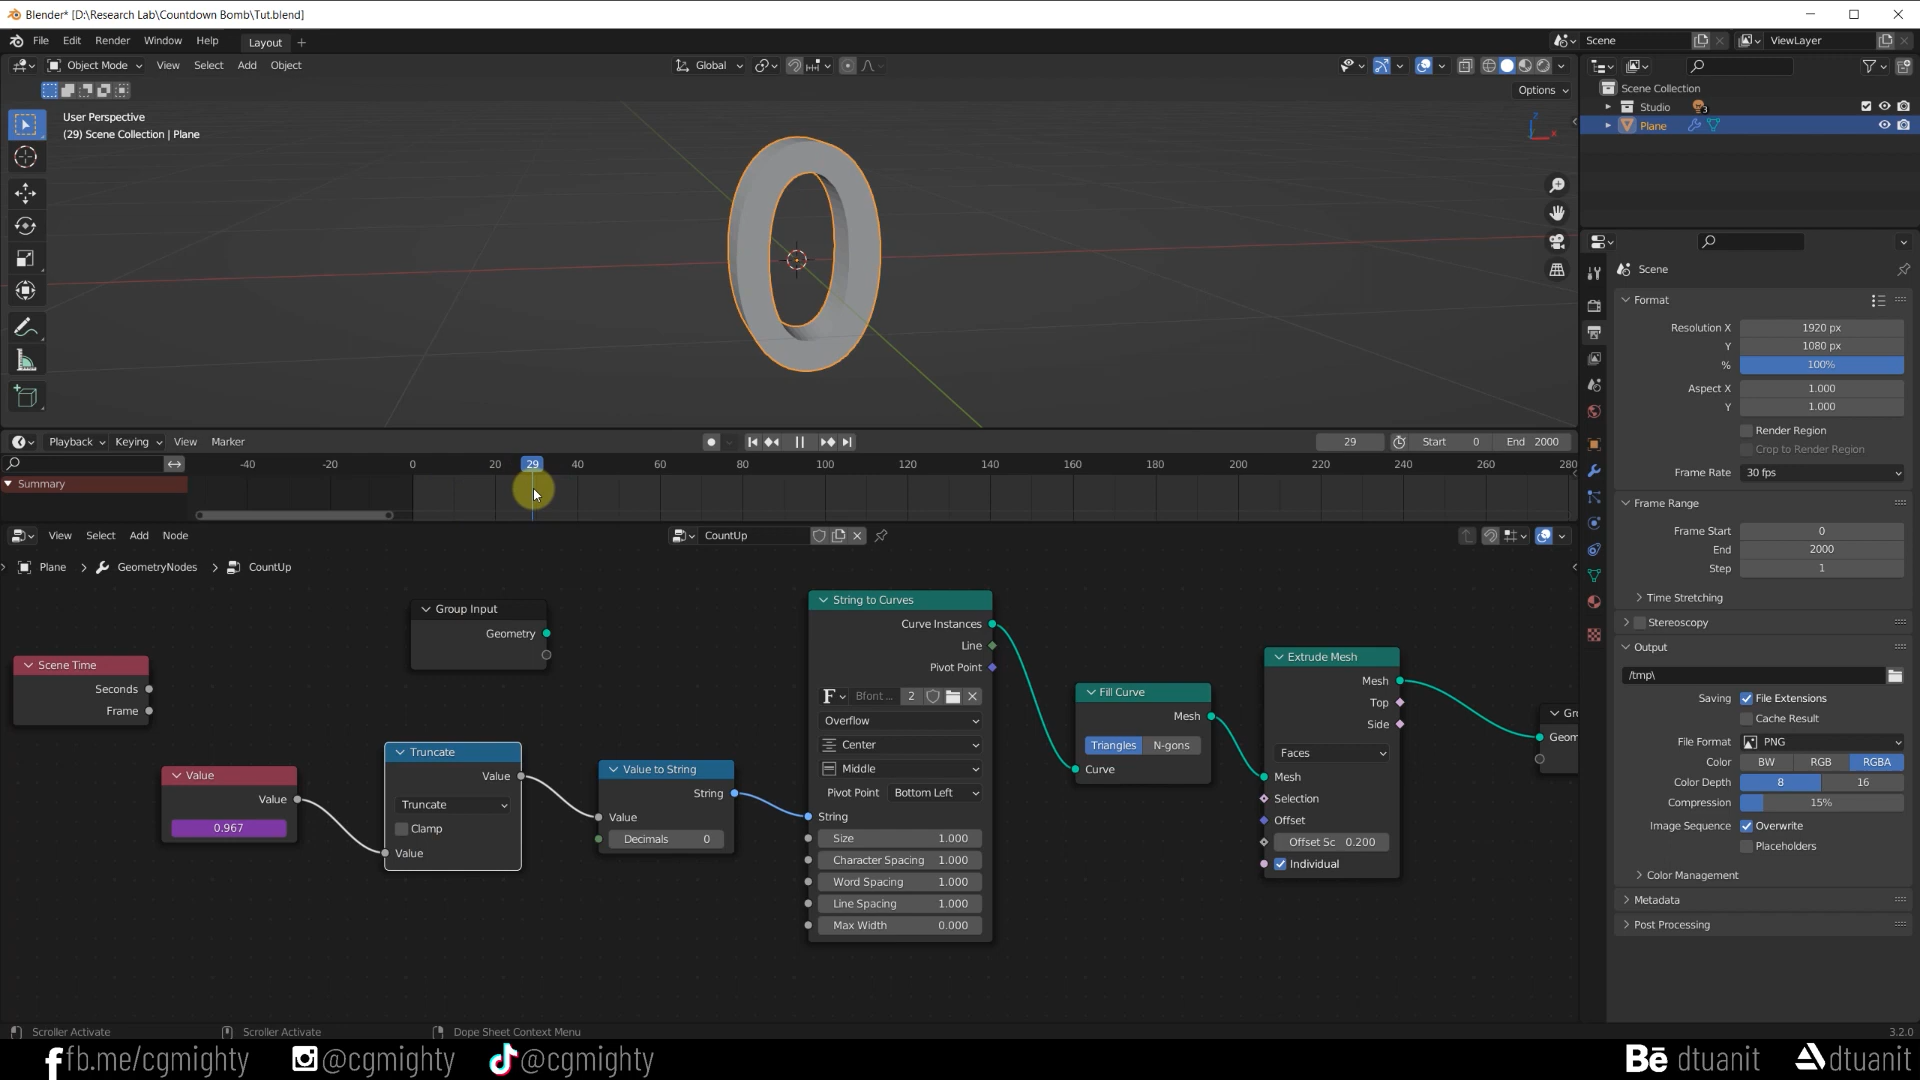 Blender* [D:\Research Lab\Countdown Bomb\Tut.blend]
File Edit Render Window Help Layout + Scene ViewLayer
Object Mode View Select Add Object Global
Options
User Perspective
(29) Scene Collection | Plane
Scene Collection
Studio 3
Plane
Playback Keying View Marker 29 Start 0 End 2000
-40 -20 0 20 29 40 60 80 100 120 140 160 180 200 220 240 260 280
Summary
View Select Add Node CountUp
Plane > GeometryNodes > CountUp
Scene Time
Seconds
Frame
Group Input
Geometry
Value
Value
0.967
Truncate
Value
Truncate
Clamp
Value
Value to String
String
Value
Decimals 0
String to Curves
Curve Instances
Line
Pivot Point
F Bfont ... 2
Overflow
Center
Middle
Pivot Point Bottom Left
String
Size 1.000
Character Spacing 1.000
Word Spacing 1.000
Line Spacing 1.000
Max Width 0.000
Fill Curve
Mesh
Triangles N-gons
Curve
Extrude Mesh
Mesh
Top
Side
Faces
Mesh
Selection
Offset
Offset Sc 0.200
Individual
Gro
Geom
Scene
Format
Resolution X 1920 px
Y 1080 px
% 100%
Aspect X 1.000
Y 1.000
Render Region
Crop to Render Region
Frame Rate 30 fps
Frame Range
Frame Start 0
End 2000
Step 1
Time Stretching
Stereoscopy
Output
/tmp\
Saving File Extensions
Cache Result
File Format PNG
Color BW RGB RGBA
Color Depth 8 16
Compression 15%
Image Sequence Overwrite
Placeholders
Color Management
Metadata
Post Processing
Scroller Activate Scroller Activate Dope Sheet Context Menu 3.2.0
fb.me/cgmighty @cgmighty @cgmighty Bē dtuanit dtuanit
0